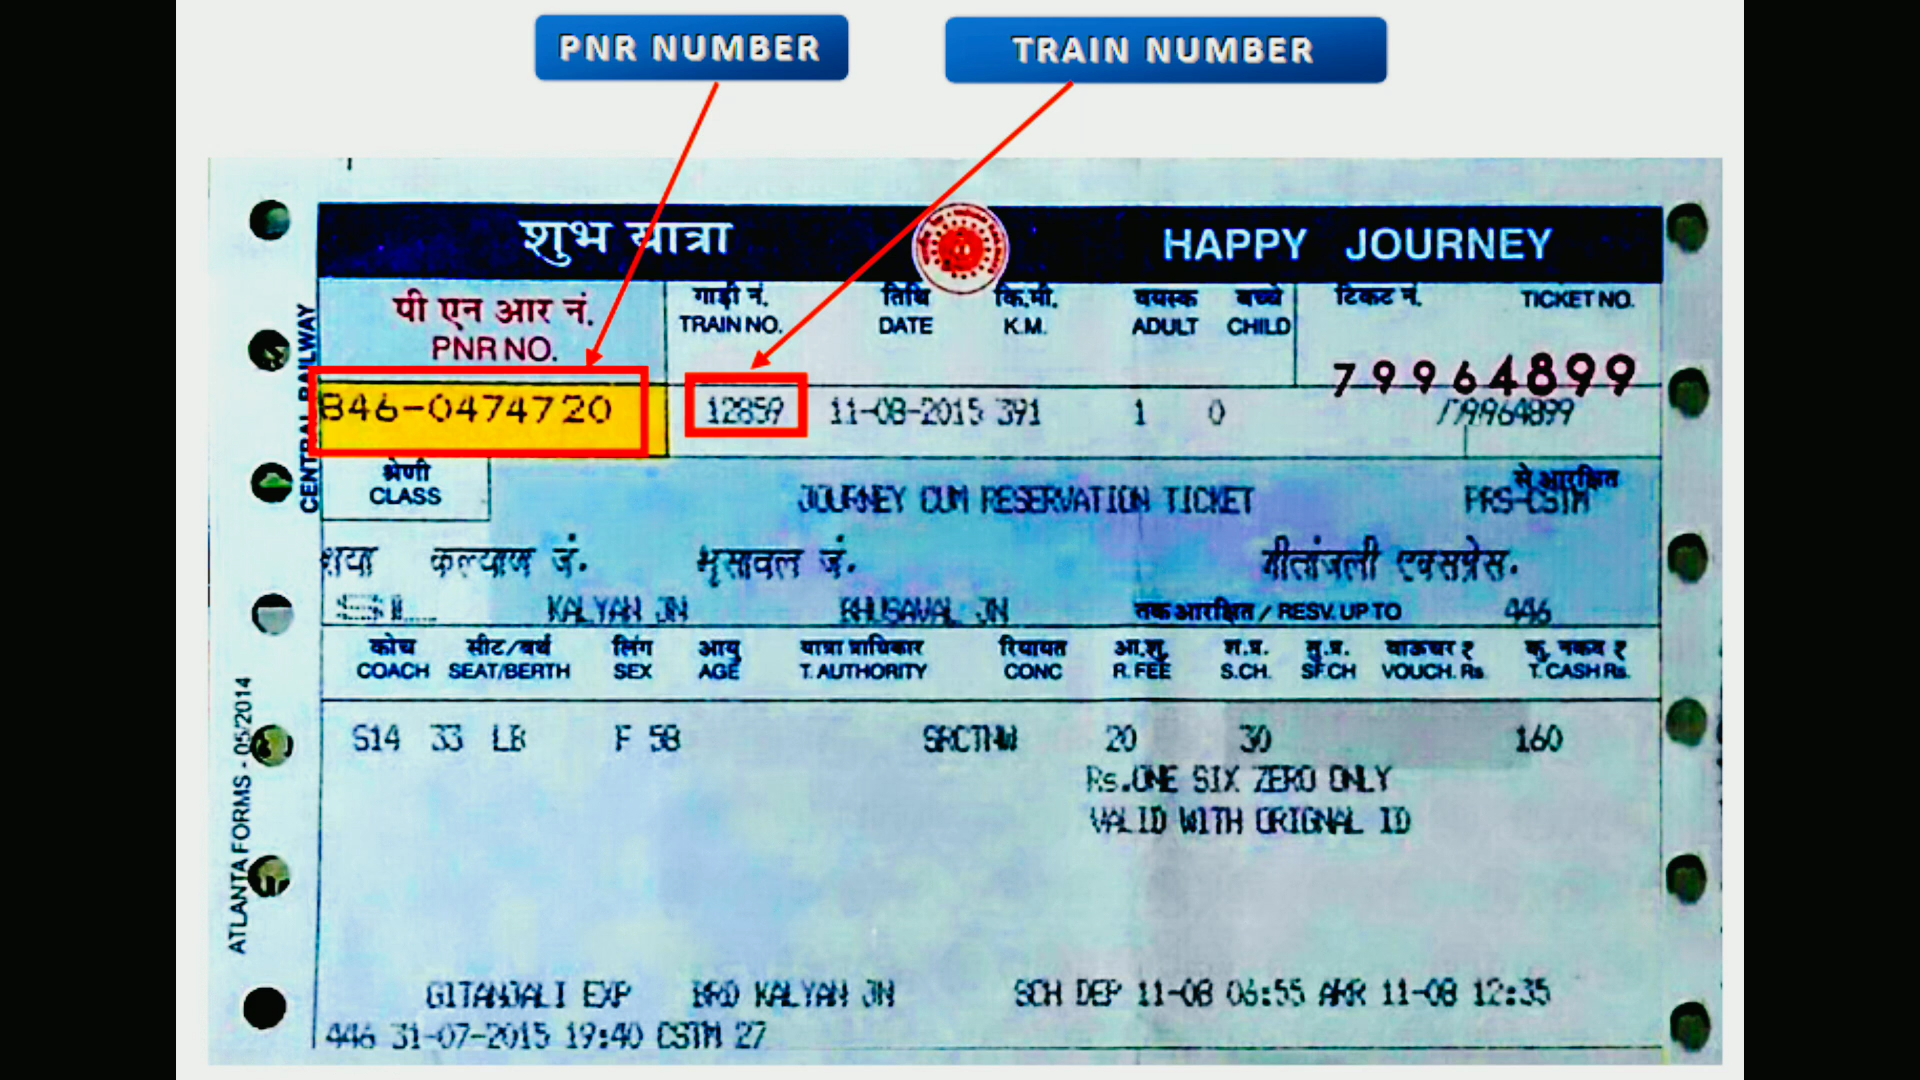 PNR NUMBER TRAIN NUMBER
शुभ यात्रा HAPPY JOURNEY
पी एन आर नं. गाड़ी नं. तिथि कि.मी. वयस्क बच्चे टिकट नं. TICKET NO.
PNR NO. TRAIN NO. DATE K.M. ADULT CHILD
79964899
846-0474720 12859 11-08-2015 391 1 0 79964899
CENTRAL RAILWAY
श्रेणी से आरक्षित
CLASS JOURNEY CUM RESERVATION TICKET PRS-CSTM
शया कल्याण जं. भुसावल जं. गीतांजली एक्सप्रेस.
SL KALYAN JN BHUSAVAL JN तक आरक्षित / RESV. UP TO 446
कोच सीट/बर्थ लिंग आयु यात्रा प्राधिकार रियायत आ.शु. श.प्र. सु.प्र. वाऊचर ₹ कु. नकद ₹
COACH SEAT/BERTH SEX AGE T. AUTHORITY CONC R. FEE S.CH. SF.CH VOUCH. Rs. T. CASH Rs.
S14 33 LB F 58 SRCTNW 20 30 160
Rs.ONE SIX ZERO ONLY
VALID WITH ORIGNAL ID
ATLANTA FORMS - 05/2014
GITANJALI EXP BRD KALYAN JN SCH DEP 11-08 06:55 ARR 11-08 12:35
446 31-07-2015 19:40 CSTM 27